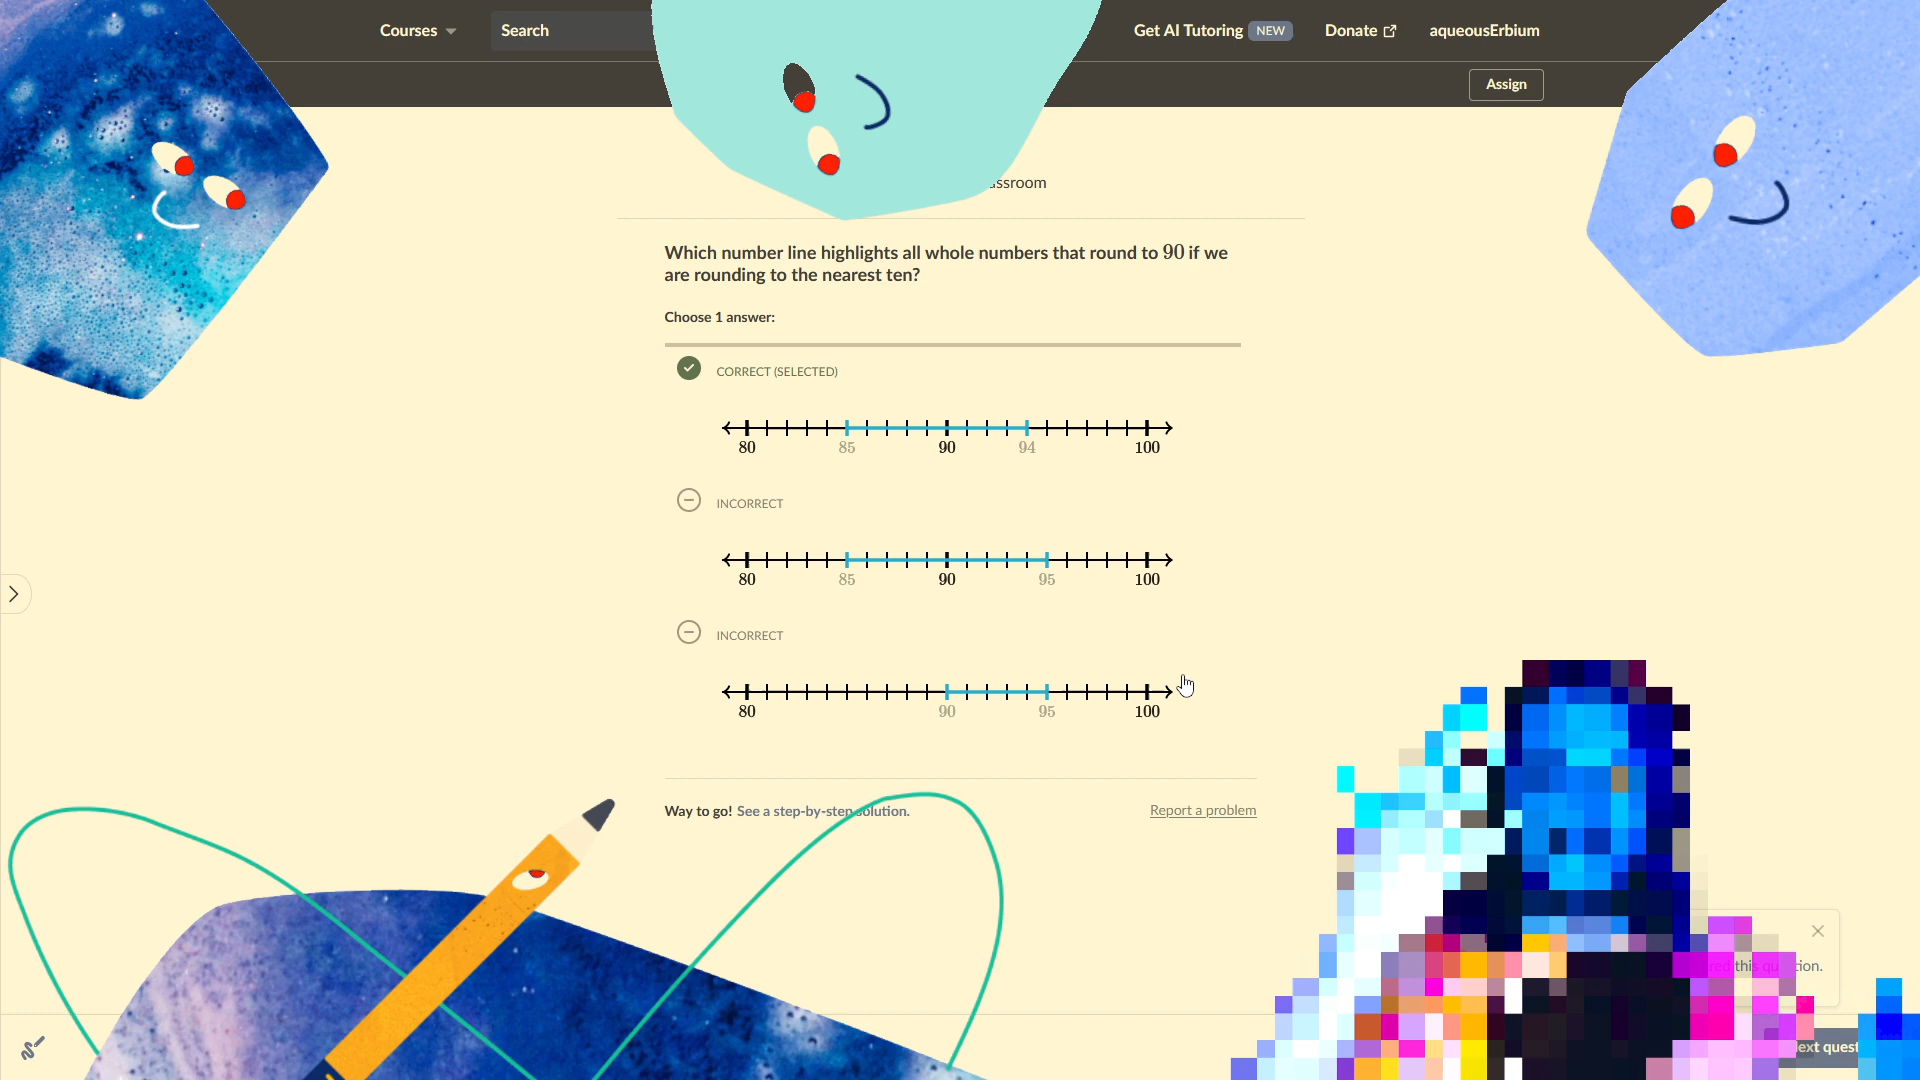 Courses
Search
Get AI Tutoring NEW
Donate
aqueousErbium
Assign
Which number line highlights all whole numbers that round to 90 if we
are rounding to the nearest ten?
Choose 1 answer:
CORRECT (SELECTED)
80 85 90 94 100
INCORRECT
80 85 90 95 100
INCORRECT
80 90 95 100
Way to go! See a step-by-step solution.
Report a problem
this